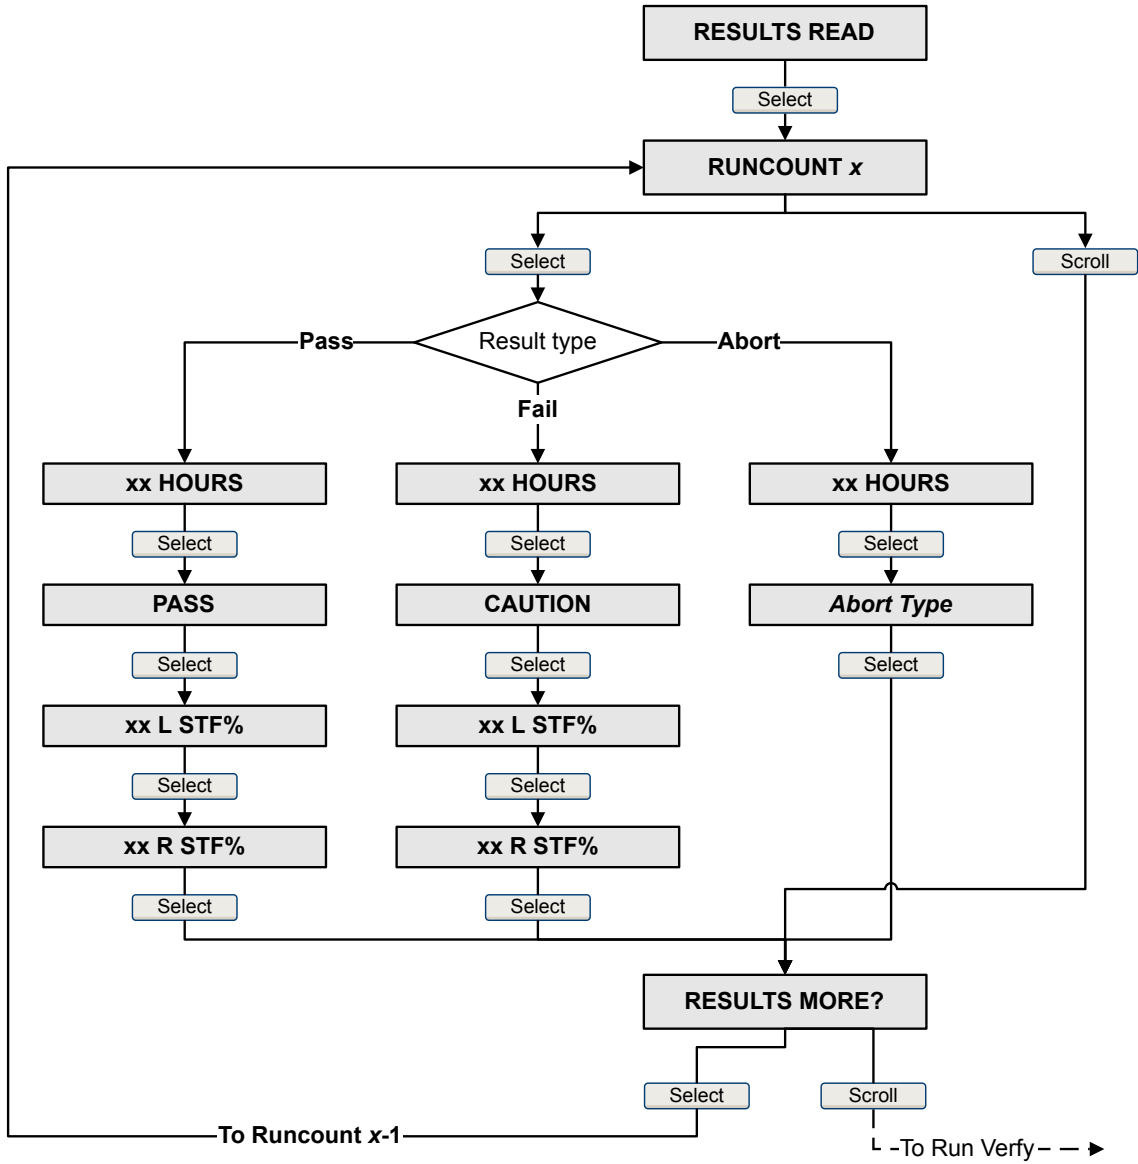 RESULTS READ
Select
RUNCOUNT x
Select
Scroll
Pass
Result type
Abort
Fail
xx HOURS
xx HOURS
xx HOURS
Select
Select
Select
PASS
CAUTION
Abort Type
Select
Select
Select
xx L STF%
xx L STF%
Select
Select
xx R STF%
xx R STF%
Select
Select
RESULTS MORE?
Select
Scroll
To Runcount x-1
To Run Verfy